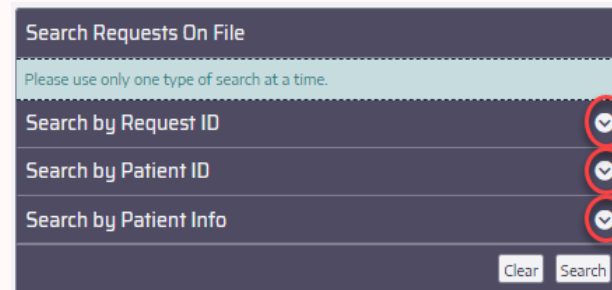 Search Requests On File
Please use only one type of search at a time.
Search by Request ID
Search by Patient ID
Search by Patient Info
Clear Search